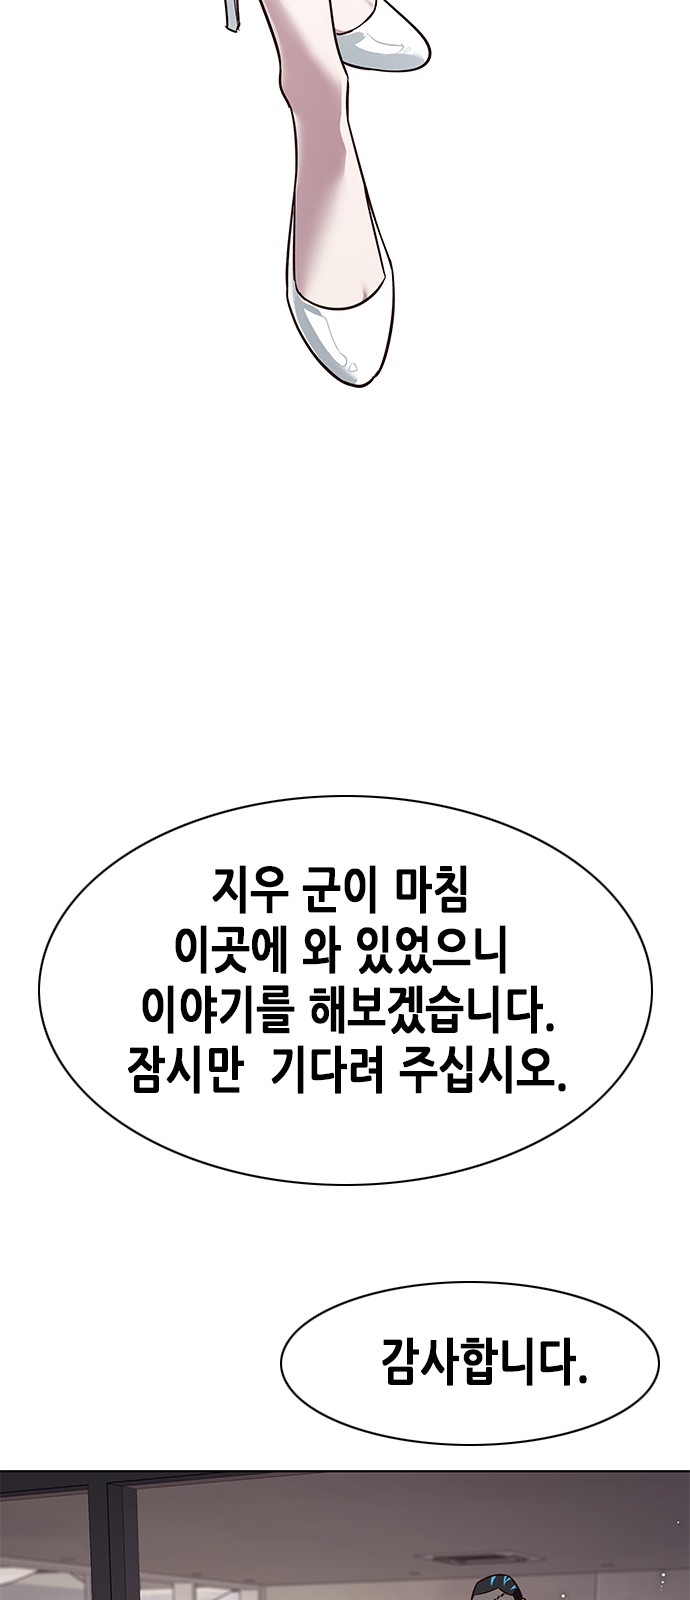 지우 군이 마침
이곳에 와 있었으니
이야기를 해보겠습니다.
잠시만 기다려 주십시오.
감사합니다.